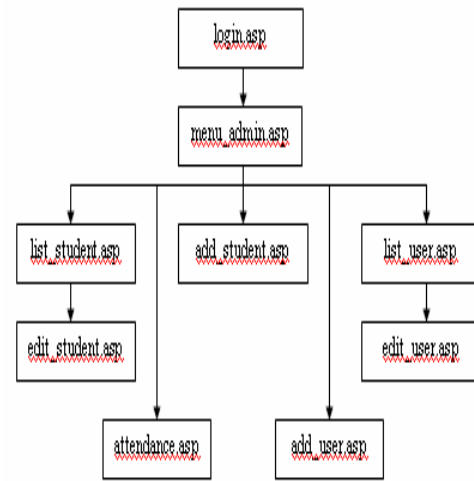 login.asp
menu_admin.asp
list_student.asp
add_student.asp
list_user.asp
edit_student.asp
edit_user.asp
attendance.asp
add_user.asp